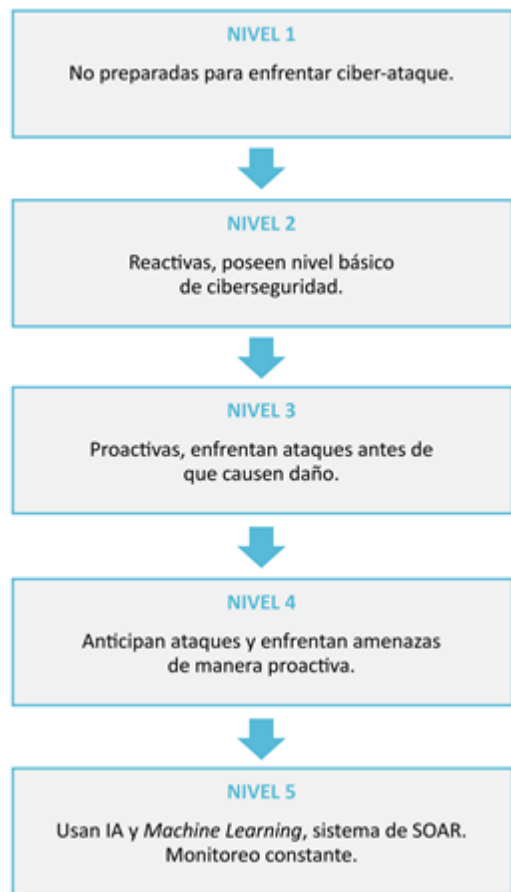 NIVEL 1
No preparadas para enfrentar ciber-ataque.
NIVEL 2
Reactivas, poseen nivel básico
de ciberseguridad.
NIVEL 3
Proactivas, enfrentan ataques antes de
que causen daño.
NIVEL 4
Anticipan ataques y enfrentan amenazas
de manera proactiva.
NIVEL 5
Usan IA y Machine Learning, sistema de SOAR.
Monitoreo constante.